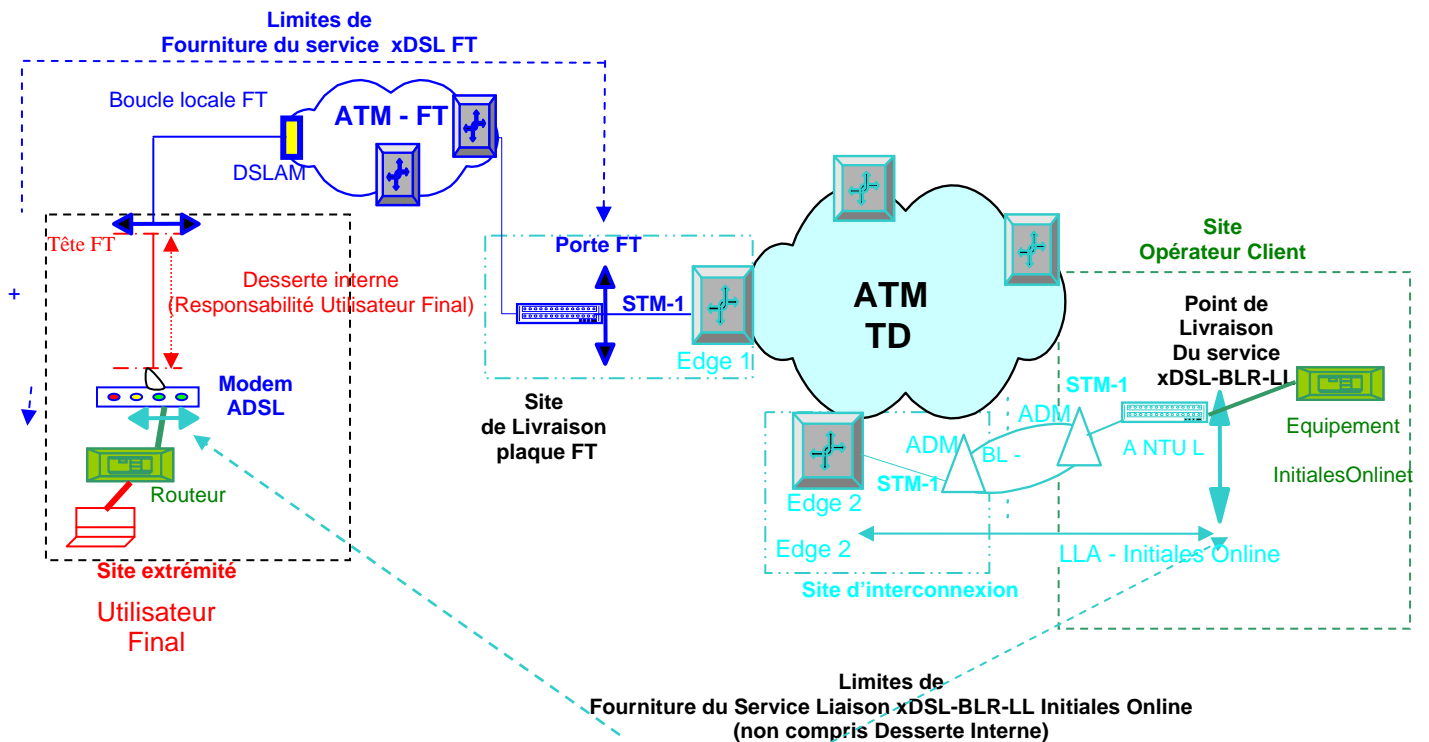 Limites de
Fourniture du service xDSL FT
Boucle locale FT
ATM - FT
DSLAM
Tête FT
Desserte interne
(Responsabilité Utilisateur Final)
+
Modem
ADSL
Routeur
Site extrémité
Utilisateur
Final
Porte FT
STM-1
Edge 1
Site
de Livraison
plaque FT
ATM
TD
Site
Opérateur Client
Point de
Livraison
Du service
xDSL-BLR-LL
STM-1
ADM
ADM
BL -
A NTU L
Equipement
InitialesOnlinet
STM-1
Edge 2
Edge 2
LLA - Initiales Online
Site d’interconnexion
Limites de
Fourniture du Service Liaison xDSL-BLR-LL Initiales Online
(non compris Desserte Interne)